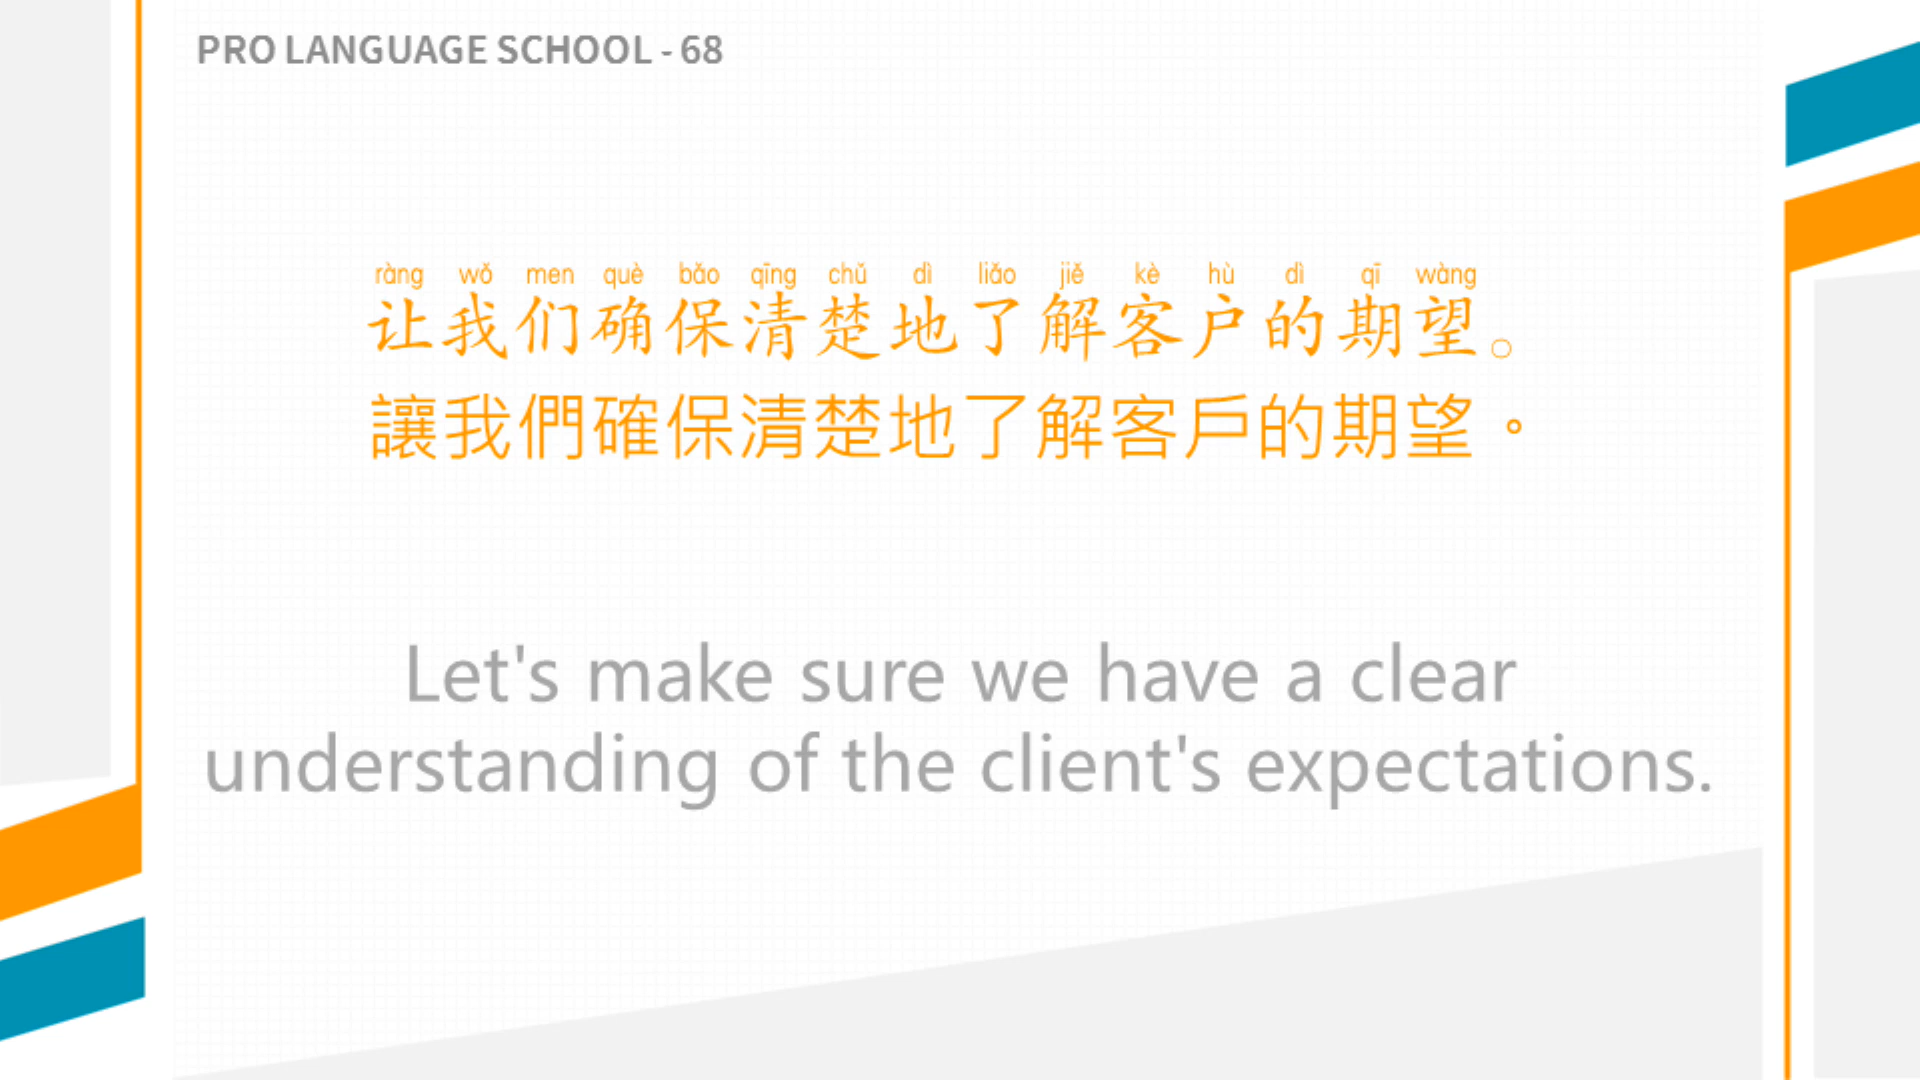 PRO LANGUAGE SCHOOL - 68
ràng wǒ men què bǎo qīng chǔ dì liǎo jiě kè hù dì qī wàng
让我们确保清楚地了解客户的期望。
讓我們確保清楚地了解客戶的期望。
Let's make sure we have a clear
understanding of the client's expectations.